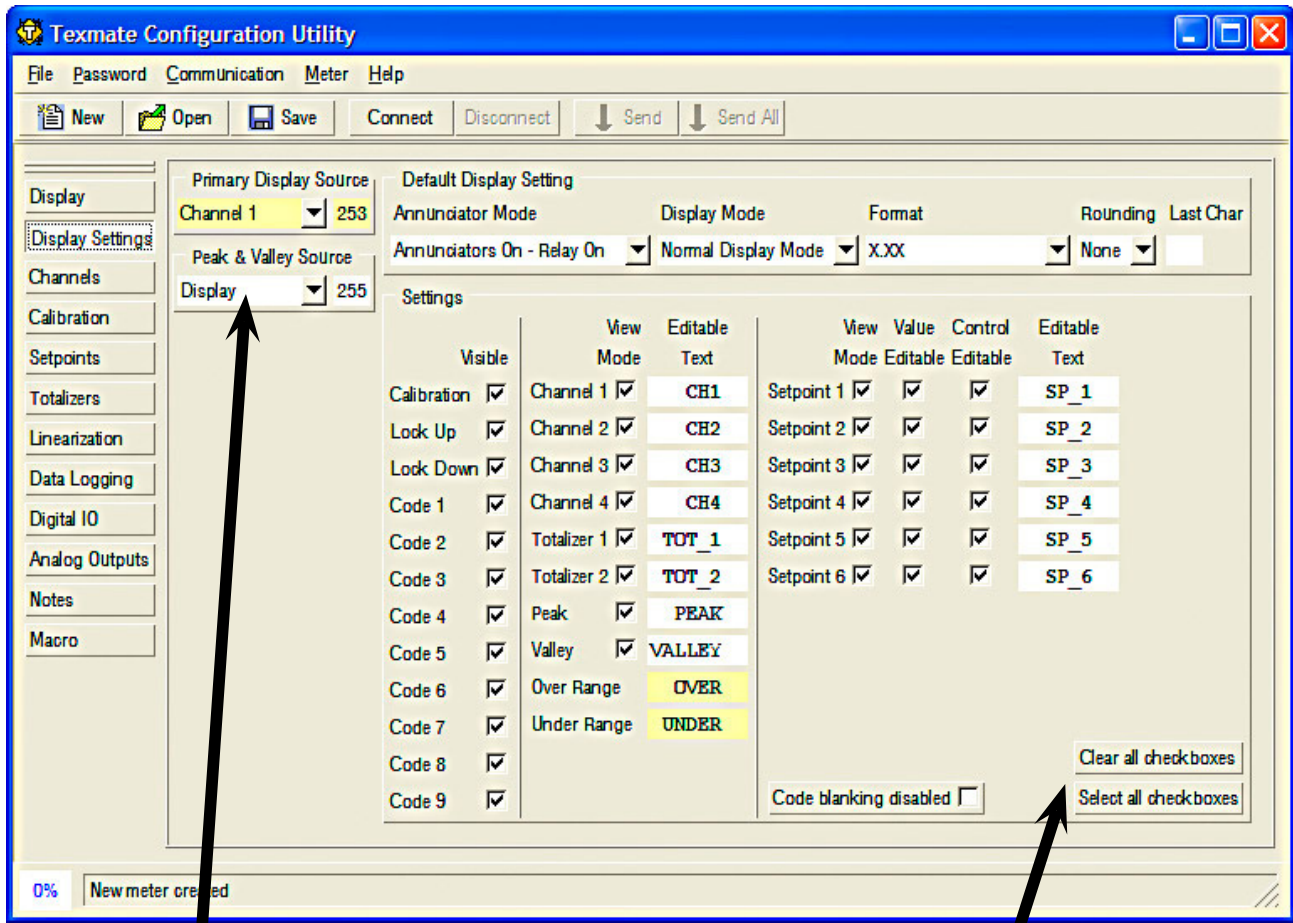 Texmate Configuration Utility
File Password Communication Meter Help
New Open Save Connect Disconnect Send Send All
Display
Display Settings
Channels
Calibration
Setpoints
Totalizers
Linearization
Data Logging
Digital IO
Analog Outputs
Notes
Macro
Primary Display Source
Channel 1 253
Peak & Valley Source
Display 255
Default Display Setting
Annunciator Mode Display Mode Format Rounding Last Char
Annunciators On - Relay On Normal Display Mode X.XX None
Settings
Visible
Calibration
Lock Up
Lock Down
Code 1
Code 2
Code 3
Code 4
Code 5
Code 6
Code 7
Code 8
Code 9
View Editable
Mode Text
Channel 1 CH1
Channel 2 CH2
Channel 3 CH3
Channel 4 CH4
Totalizer 1 TOT_1
Totalizer 2 TOT_2
Peak PEAK
Valley VALLEY
Over Range OVER
Under Range UNDER
View Value Control Editable
Mode Editable Editable Text
Setpoint 1 SP_1
Setpoint 2 SP_2
Setpoint 3 SP_3
Setpoint 4 SP_4
Setpoint 5 SP_5
Setpoint 6 SP_6
Clear all checkboxes
Code blanking disabled Select all checkboxes
0% New meter created